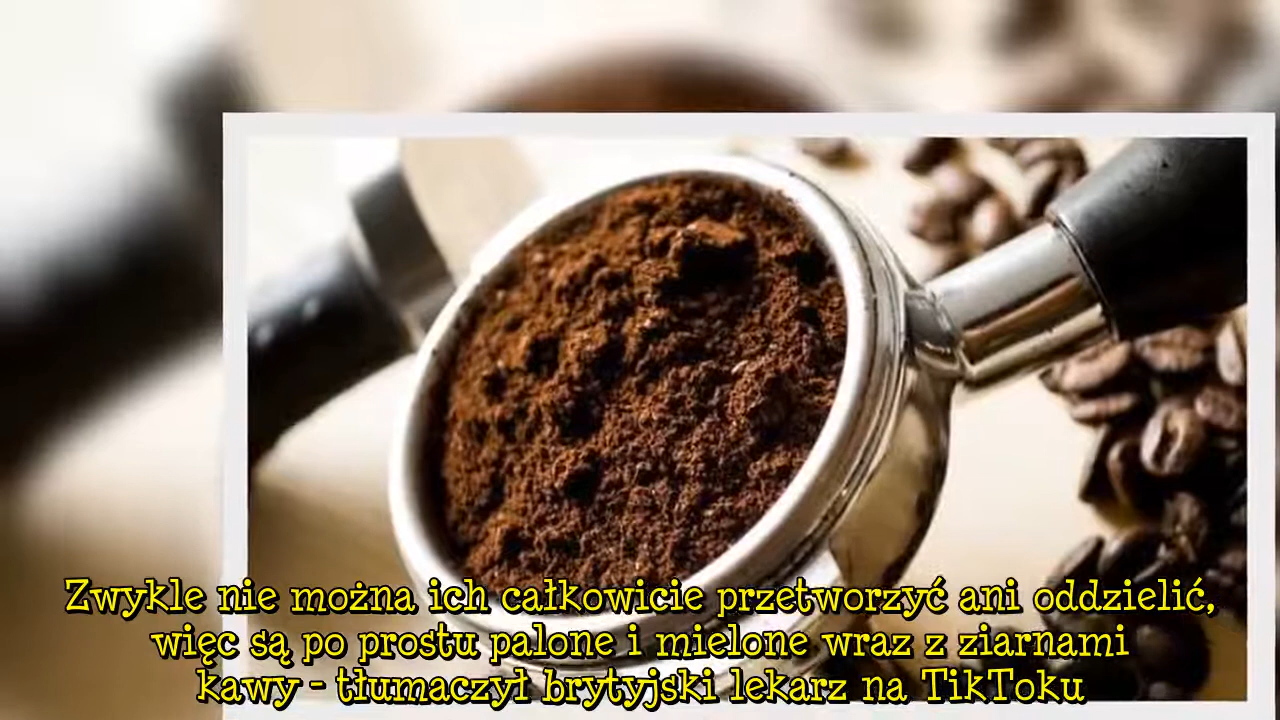 Zwykle nie można ich całkowicie przetworzyć ani oddzielić,
więc są po prostu palone i mielone wraz z ziarnami
kawy - tłumaczył brytyjski lekarz na TikToku